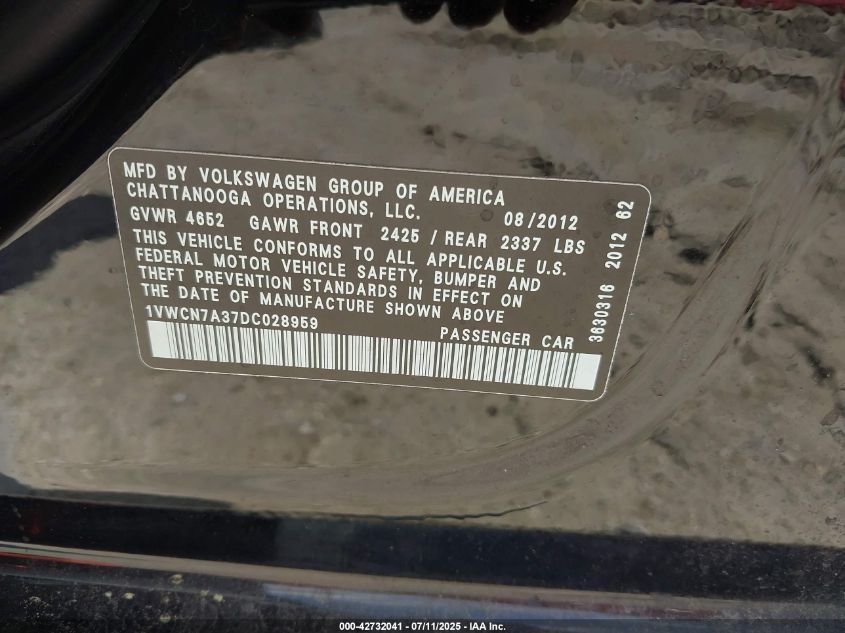 MFD BY VOLKSWAGEN GROUP OF AMERICA
CHATTANOOGA OPERATIONS, LLC. 08/2012
GVWR 4652 GAWR FRONT 2425 / REAR 2337 LBS
THIS VEHICLE CONFORMS TO ALL APPLICABLE U.S.
FEDERAL MOTOR VEHICLE SAFETY, BUMPER AND
THEFT PREVENTION STANDARDS IN EFFECT ON
THE DATE OF MANUFACTURE SHOWN ABOVE
1VWCN7A37DC028959 PASSENGER CAR
3630316 2012 62
000-42732041 - 07/11/2025 - IAA Inc.